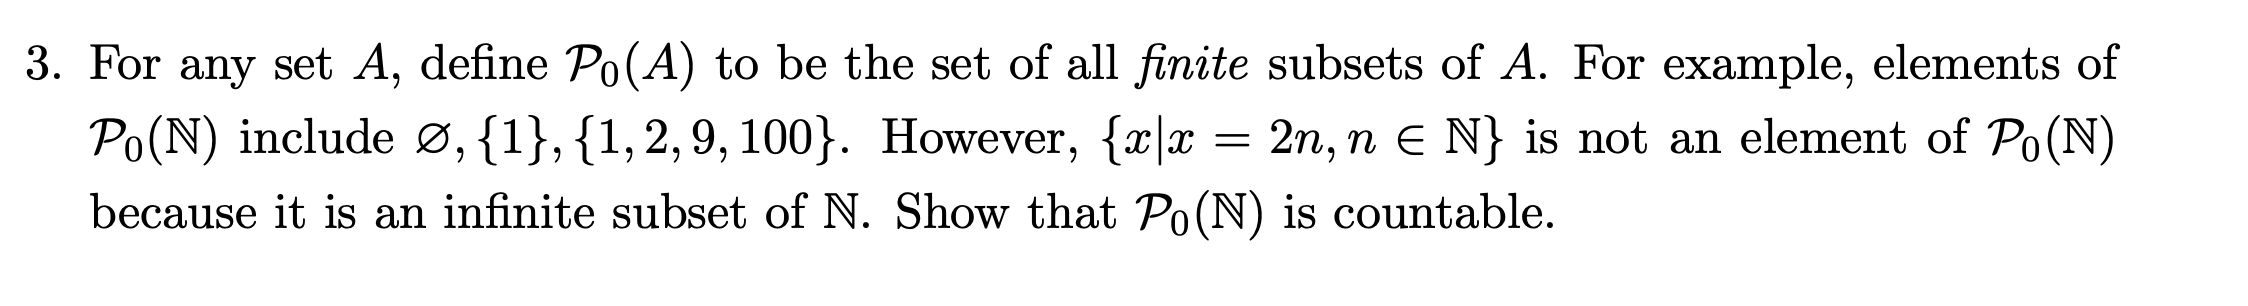 3. For any set A, define 𝒫₀(A) to be the set of all finite subsets of A. For example, elements of
𝒫₀(ℕ) include ∅, {1}, {1, 2, 9, 100}. However, {x|x = 2n, n ∈ ℕ} is not an element of 𝒫₀(ℕ)
because it is an infinite subset of ℕ. Show that 𝒫₀(ℕ) is countable.